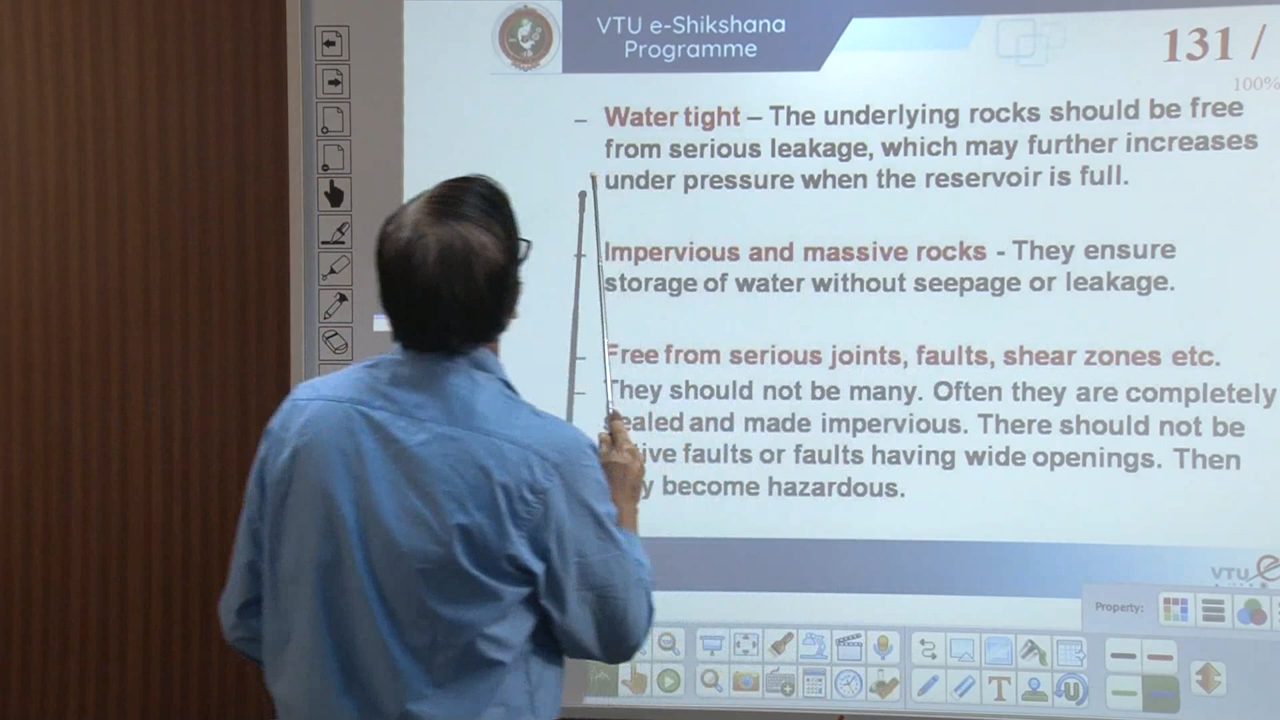 VTU e-Shikshana
Programme
131 /
100%
– Water tight – The underlying rocks should be free
from serious leakage, which may further increases
under pressure when the reservoir is full.
- Impervious and massive rocks - They ensure
storage of water without seepage or leakage.
– Free from serious joints, faults, shear zones etc.
– They should not be many. Often they are completely
sealed and made impervious. There should not be
faults or faults having wide openings. Then
become hazardous.
VTU e
Property: